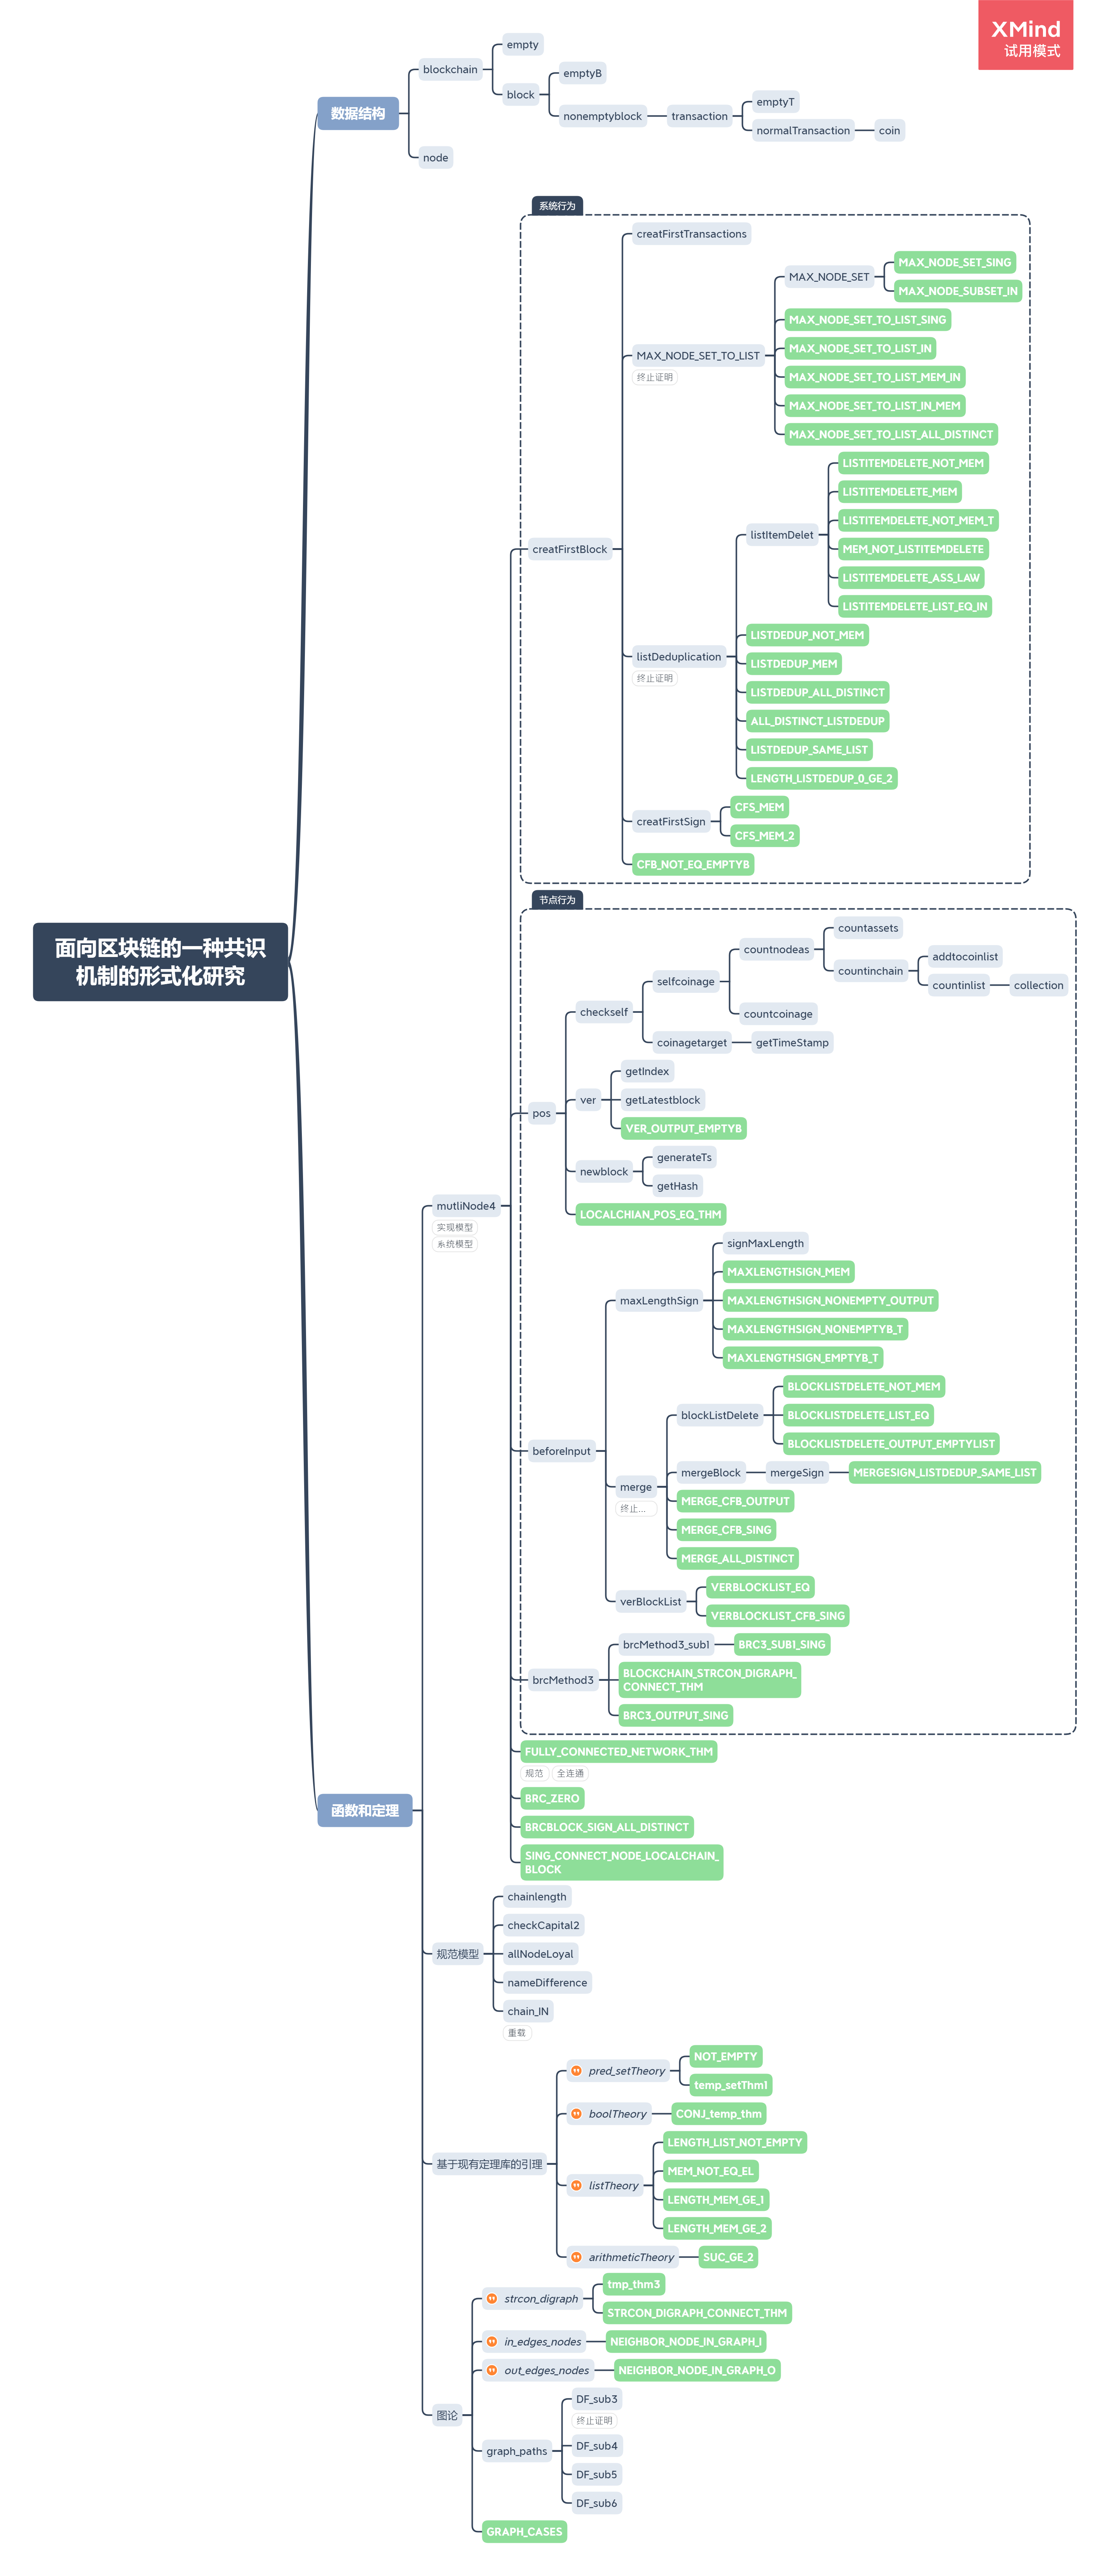 XMind
试用模式
面向区块链的一种共识
机制的形式化研究
数据结构
blockchain
empty
block
emptyB
nonemptyblock
transaction
emptyT
normalTransaction
coin
node
函数和定理
mutliNode4
实现模型
系统模型
系统行为
creatFirstBlock
creatFirstTransactions
MAX_NODE_SET_TO_LIST
终止证明
MAX_NODE_SET
MAX_NODE_SET_SING
MAX_NODE_SUBSET_IN
MAX_NODE_SET_TO_LIST_SING
MAX_NODE_SET_TO_LIST_IN
MAX_NODE_SET_TO_LIST_MEM_IN
MAX_NODE_SET_TO_LIST_IN_MEM
MAX_NODE_SET_TO_LIST_ALL_DISTINCT
listDeduplication
终止证明
listItemDelet
LISTITEMDELETE_NOT_MEM
LISTITEMDELETE_MEM
LISTITEMDELETE_NOT_MEM_T
MEM_NOT_LISTITEMDELETE
LISTITEMDELETE_ASS_LAW
LISTITEMDELETE_LIST_EQ_IN
LISTDEDUP_NOT_MEM
LISTDEDUP_MEM
LISTDEDUP_ALL_DISTINCT
ALL_DISTINCT_LISTDEDUP
LISTDEDUP_SAME_LIST
LENGTH_LISTDEDUP_0_GE_2
creatFirstSign
CFS_MEM
CFS_MEM_2
CFB_NOT_EQ_EMPTYB
节点行为
pos
checkself
selfcoinage
countnodeas
countassets
countinchain
addtocoinlist
countinlist
collection
countcoinage
coinagetarget
getTimeStamp
ver
getIndex
getLatestblock
VER_OUTPUT_EMPTYB
newblock
generateTs
getHash
LOCALCHIAN_POS_EQ_THM
beforeInput
maxLengthSign
signMaxLength
MAXLENGTHSIGN_MEM
MAXLENGTHSIGN_NONEMPTY_OUTPUT
MAXLENGTHSIGN_NONEMPTYB_T
MAXLENGTHSIGN_EMPTYB_T
merge
终止...
blockListDelete
BLOCKLISTDELETE_NOT_MEM
BLOCKLISTDELETE_LIST_EQ
BLOCKLISTDELETE_OUTPUT_EMPTYLIST
mergeBlock
mergeSign
MERGESIGN_LISTDEDUP_SAME_LIST
MERGE_CFB_OUTPUT
MERGE_CFB_SING
MERGE_ALL_DISTINCT
verBlockList
VERBLOCKLIST_EQ
VERBLOCKLIST_CFB_SING
brcMethod3
brcMethod3_sub1
BRC3_SUB1_SING
BLOCKCHAIN_STRCON_DIGRAPH_
CONNECT_THM
BRC3_OUTPUT_SING
FULLY_CONNECTED_NETWORK_THM
规范
全连通
BRC_ZERO
BRCBLOCK_SIGN_ALL_DISTINCT
SING_CONNECT_NODE_LOCALCHAIN_
BLOCK
规范模型
chainlength
checkCapital2
allNodeLoyal
nameDifference
chain_IN
重载
基于现有定理库的引理
pred_setTheory
NOT_EMPTY
temp_setThm1
boolTheory
CONJ_temp_thm
listTheory
LENGTH_LIST_NOT_EMPTY
MEM_NOT_EQ_EL
LENGTH_MEM_GE_1
LENGTH_MEM_GE_2
arithmeticTheory
SUC_GE_2
图论
strcon_digraph
tmp_thm3
STRCON_DIGRAPH_CONNECT_THM
in_edges_nodes
NEIGHBOR_NODE_IN_GRAPH_I
out_edges_nodes
NEIGHBOR_NODE_IN_GRAPH_O
graph_paths
DF_sub3
终止证明
DF_sub4
DF_sub5
DF_sub6
GRAPH_CASES